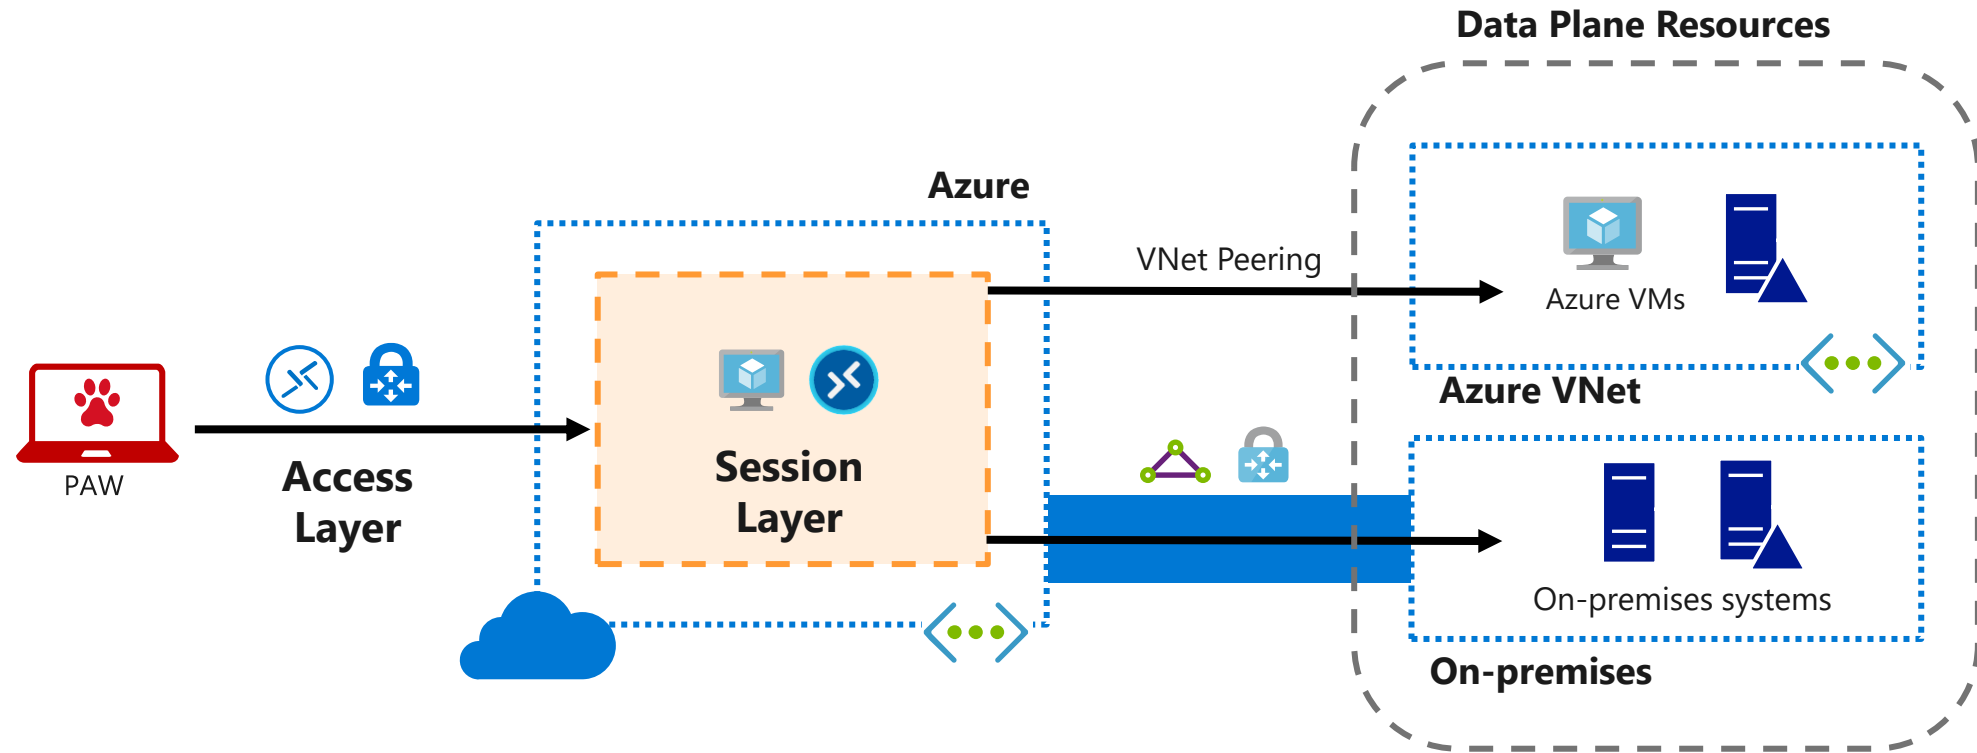 Data Plane Resources
Azure
VNet Peering
Azure VMs
Azure VNet
PAW
Access
Layer
Session
Layer
On-premises systems
On-premises